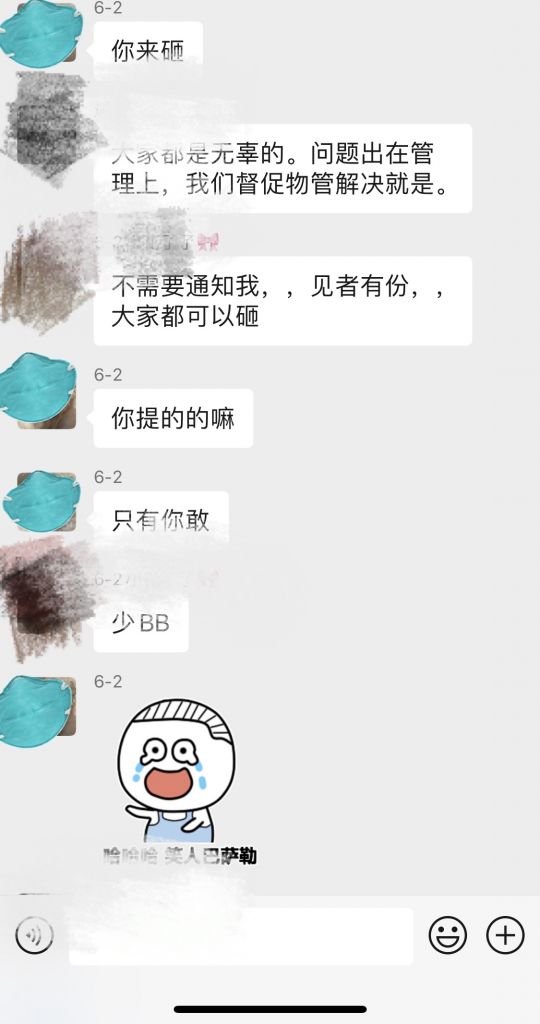 6-2
你来砸
大家都是无辜的。问题出在管
理上，我们督促物管解决就是。
不需要通知我，，见者有份，，
大家都可以砸
6-2
你提的的嘛
6-2
只有你敢
6-2
少BB
6-2
哈哈哈 笑人巴萨勒